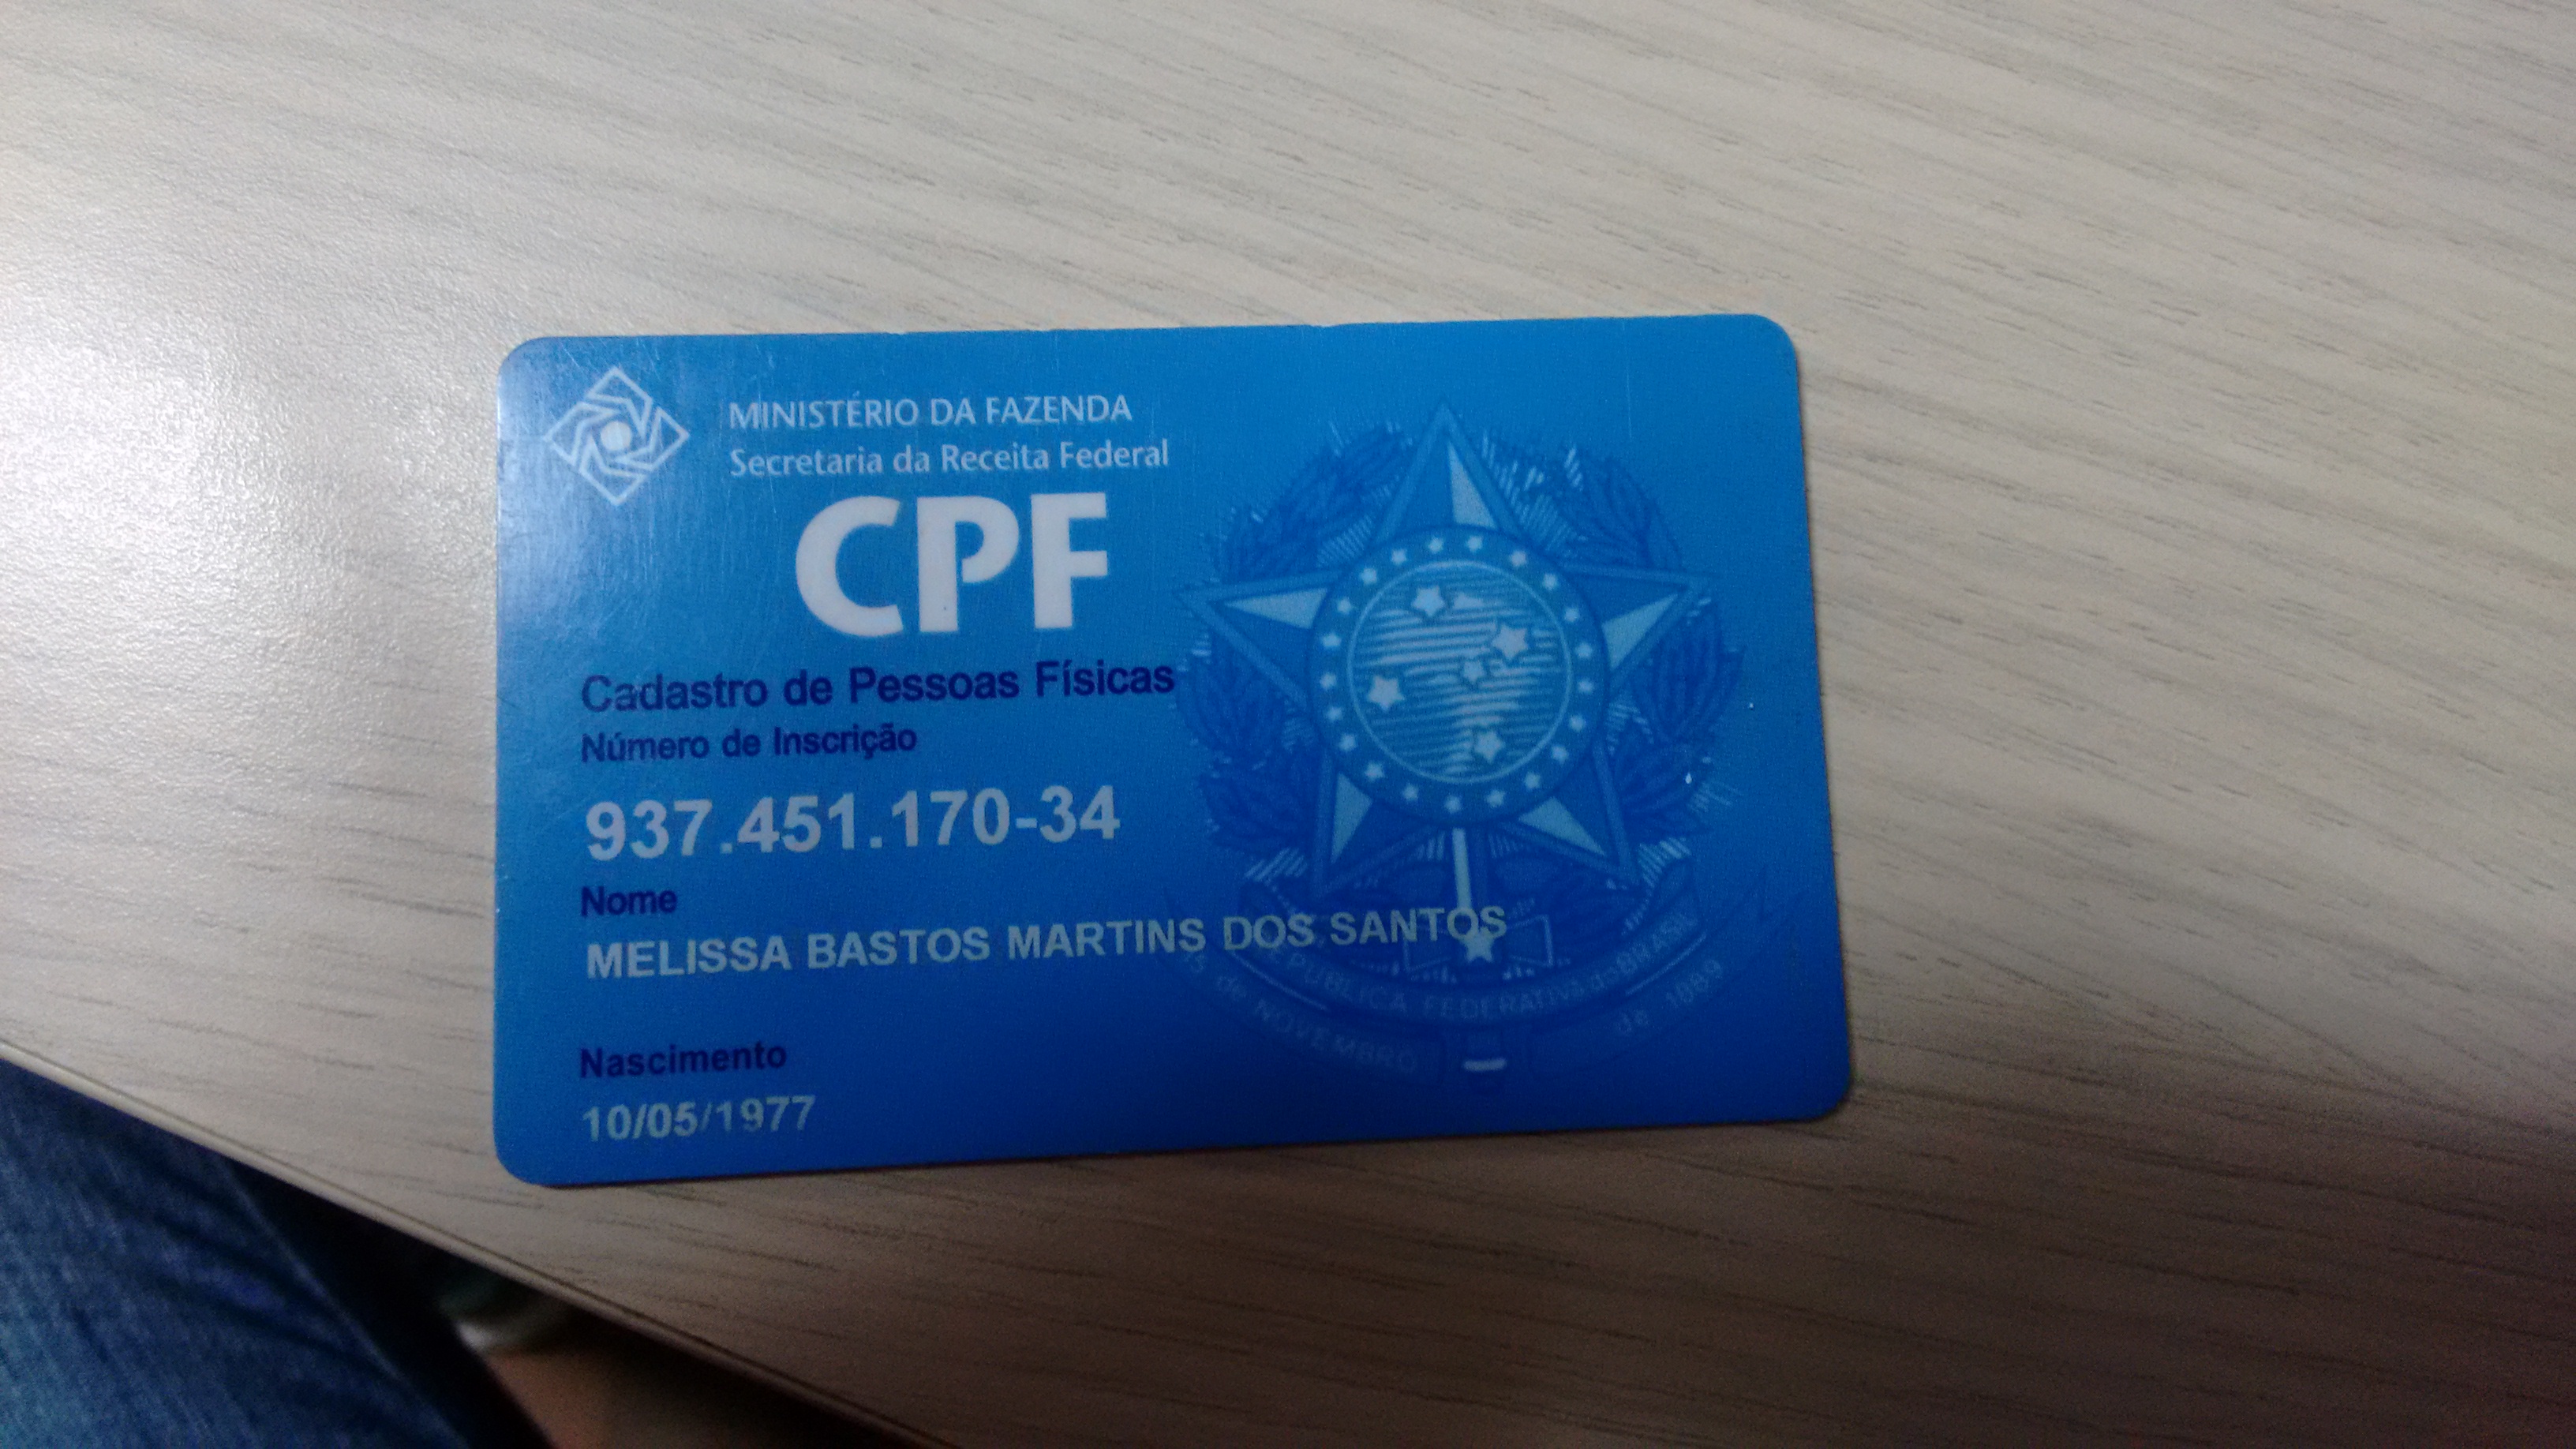 MINISTÉRIO DA FAZENDA
Secretaria da Receita Federal
CPF
Cadastro de Pessoas Físicas
Número de Inscrição
937.451.170-34
Nome
MELISSA BASTOS MARTINS DOS SANTOS
REPÚBLICA FEDERATIVA do BRASIL
15 de NOVEMBRO de 1889
Nascimento
10/05/1977